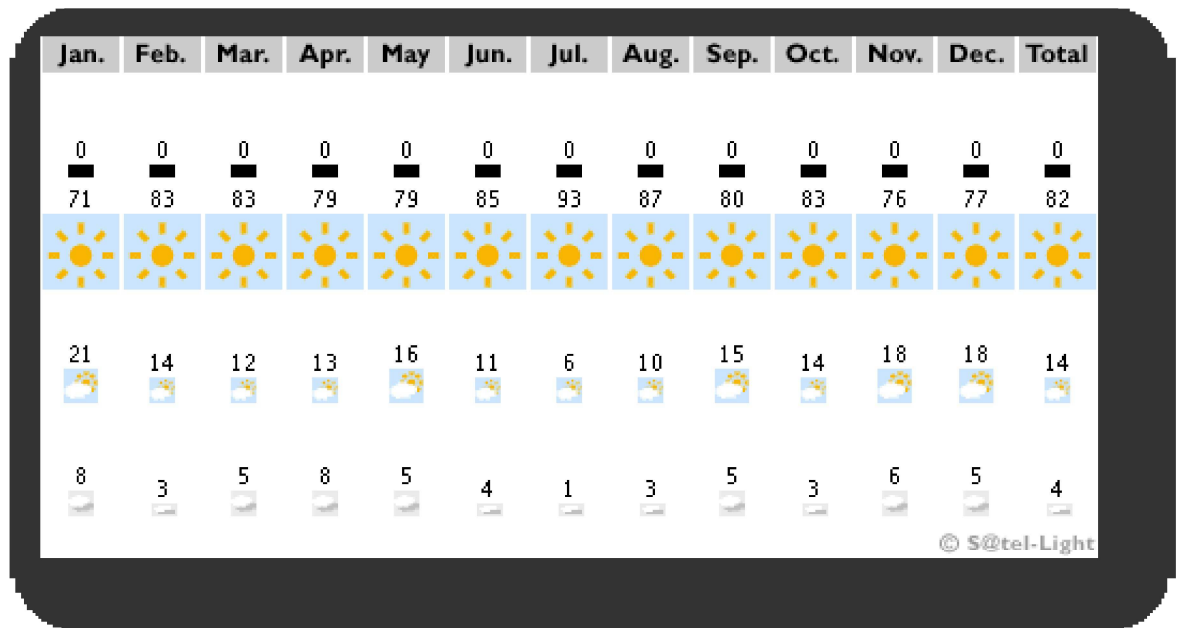 Jan. Feb. Mar. Apr. May Jun. Jul. Aug. Sep. Oct. Nov. Dec. Total
0 0 0 0 0 0 0 0 0 0 0 0 0
71 83 83 79 79 85 93 87 80 83 76 77 82
21 14 12 13 16 11 6 10 15 14 18 18 14
8 3 5 8 5 4 1 3 5 3 6 5 4
© S@tel-Light